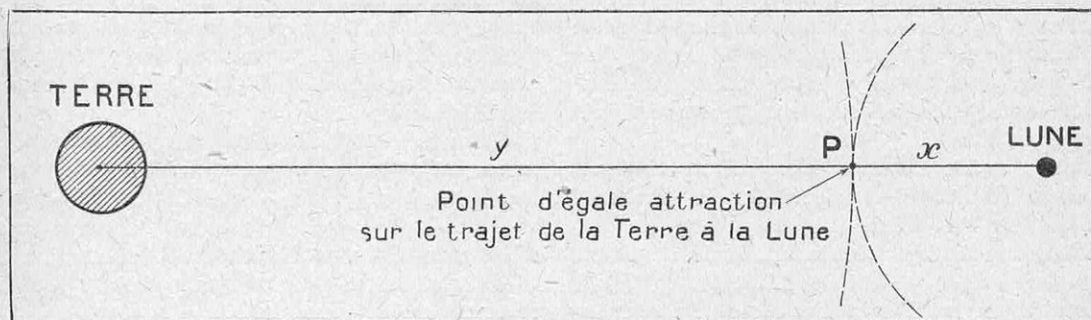 TERRE
y
P
x
LUNE
Point d'égale attraction
sur le trajet de la Terre à la Lune